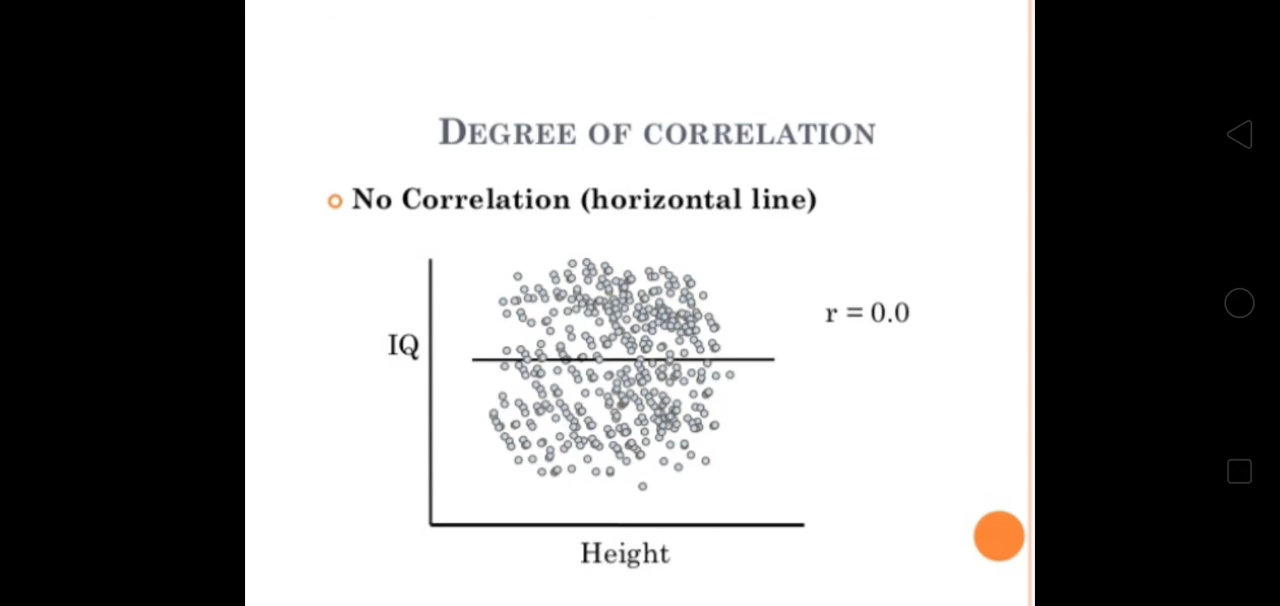 DEGREE OF CORRELATION
No Correlation (horizontal line)
r = 0.0
IQ
Height